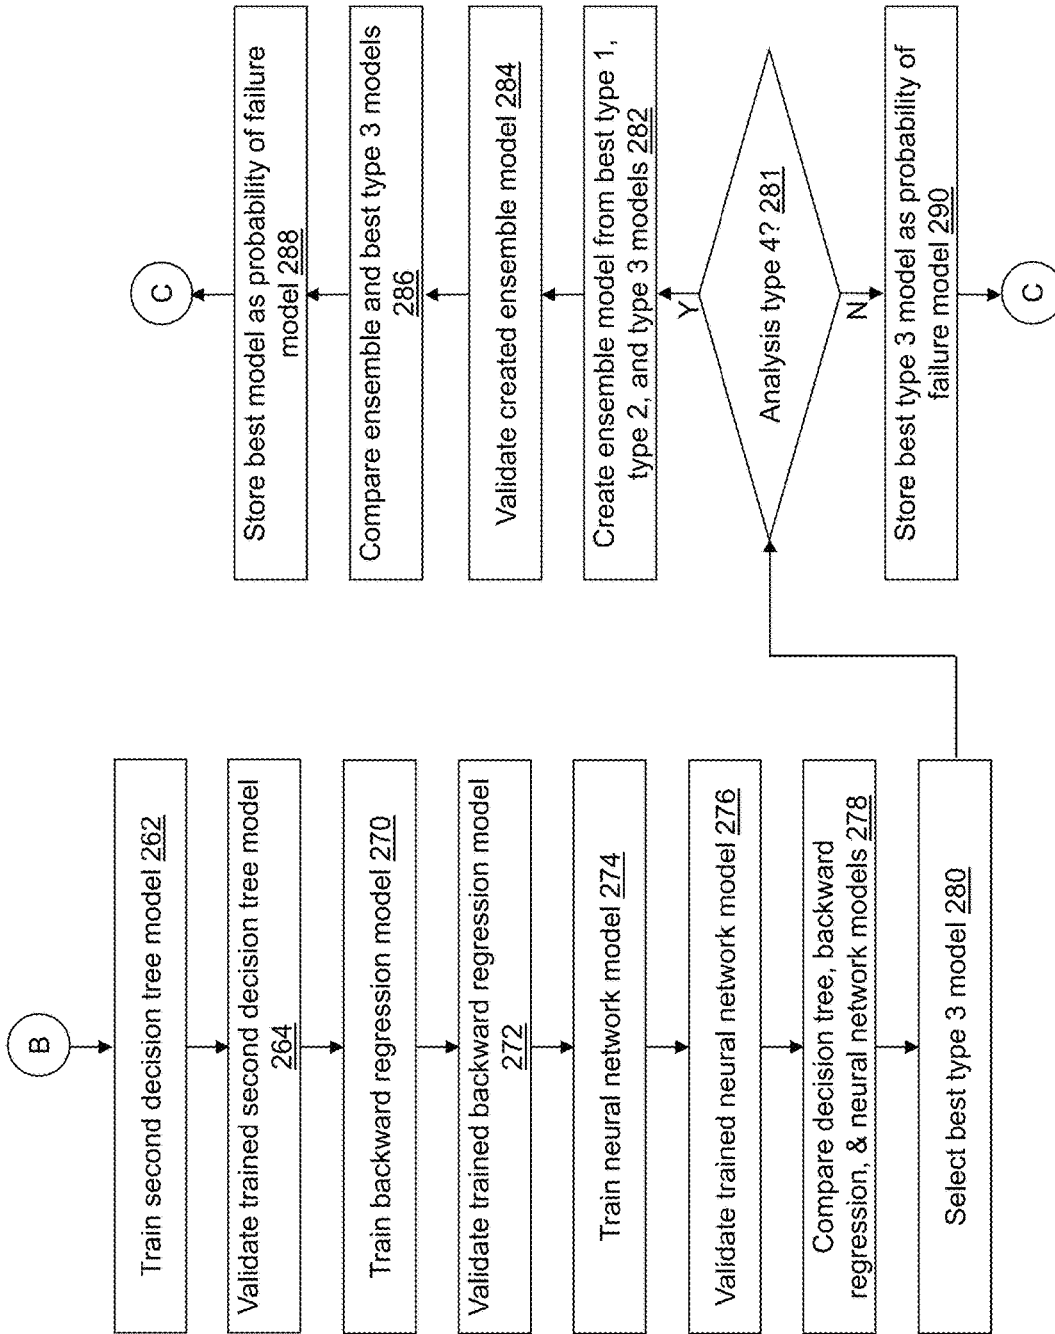 B
Train second decision tree model 262
Validate trained second decision tree model
264
Train backward regression model 270
Validate trained backward regression model
272
Train neural network model 274
Validate trained neural network model 276
Compare decision tree, backward
regression, & neural network models 278
Select best type 3 model 280
C
Store best model as probability of failure
model 288
Compare ensemble and best type 3 models
286
Validate created ensemble model 284
Create ensemble model from best type 1,
type 2, and type 3 models 282
Y
Analysis type 4? 281
N
Store best type 3 model as probability of
failure model 290
C